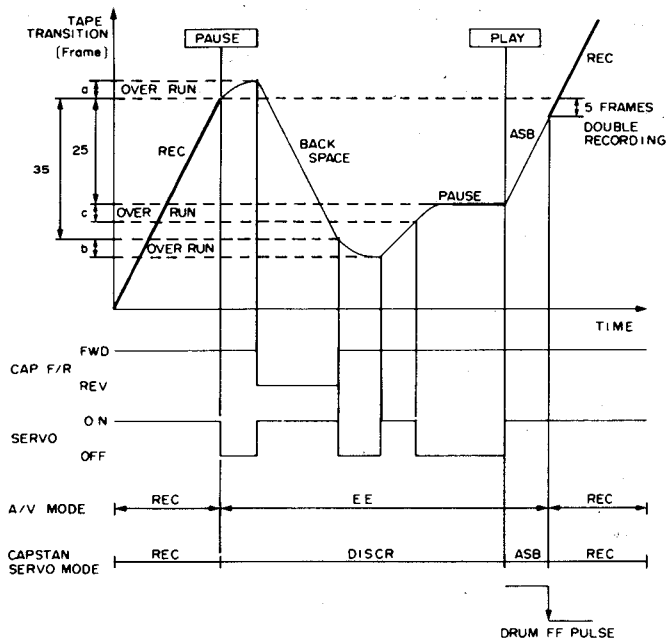 TAPE
TRANSITION
(Frame)
PAUSE
PLAY
a
OVER RUN
REC
5 FRAMES
DOUBLE
RECORDING
ASB
35
25
REC
BACK
SPACE
PAUSE
c
OVER RUN
b
OVER RUN
TIME
CAP F/R
FWD
REV
SERVO
ON
OFF
A/V MODE
REC
EE
REC
CAPSTAN
SERVO MODE
REC
DISCR
ASB
REC
DRUM FF PULSE